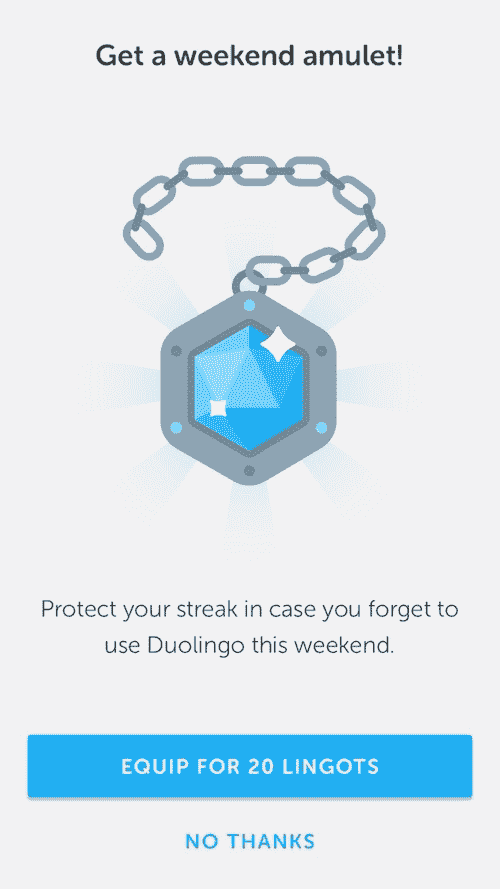 Get a weekend amulet!
Protect your streak in case you forget to
use Duolingo this weekend.
EQUIP FOR 20 LINGOTS
NO THANKS